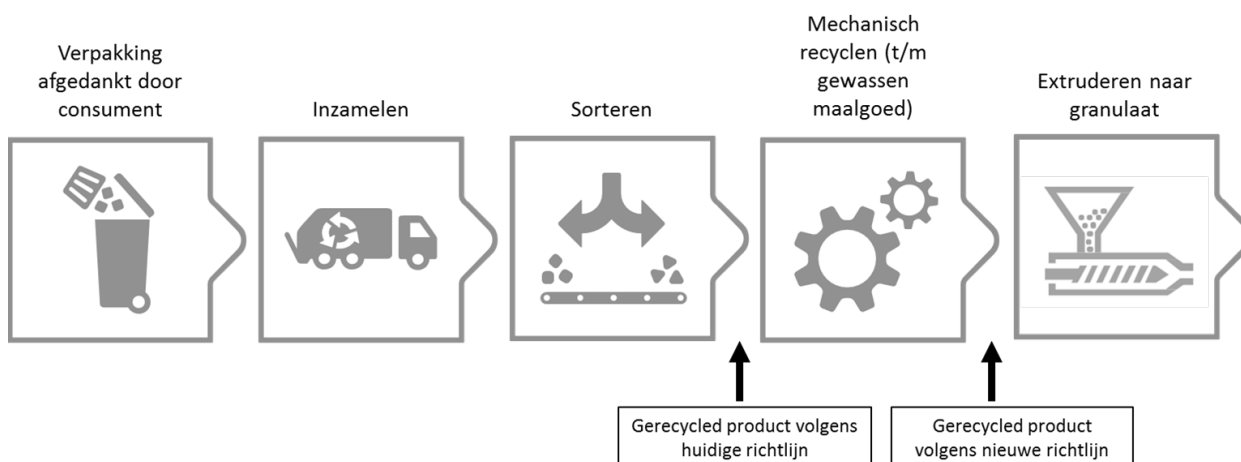 Verpakking
afgedankt door
consument
Inzamelen
Sorteren
Mechanisch
recyclen (t/m
gewassen
maalgoed)
Extruderen naar
granulaat
Gerecycled product volgens
huidige richtlijn
Gerecycled product
volgens nieuwe richtlijn